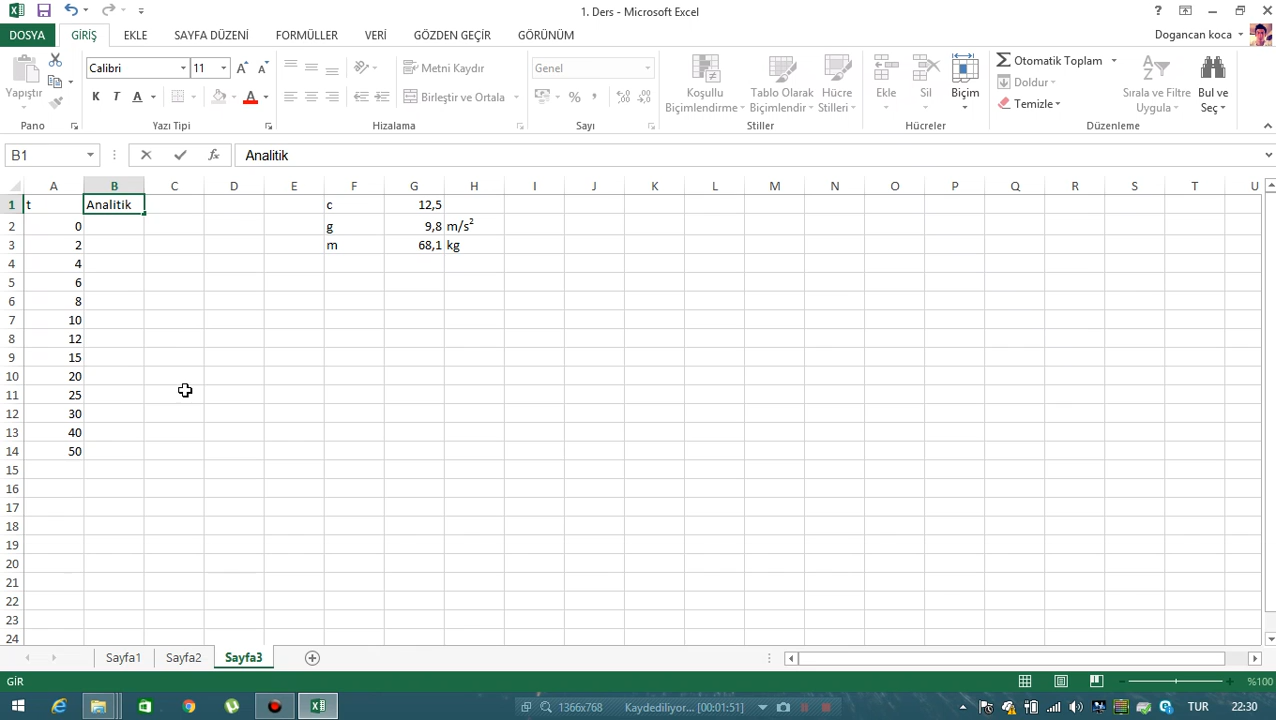 1. Ders - Microsoft Excel
DOSYA GİRİŞ EKLE SAYFA DÜZENİ FORMÜLLER VERİ GÖZDEN GEÇİR GÖRÜNÜM Dogancan koca
Yapıştır
Pano
Calibri 11
K T A
Yazı Tipi
Metni Kaydır
Birleştir ve Ortala
Hizalama
Genel
Sayı
Koşullu Biçimlendirme
Tablo Olarak Biçimlendir
Hücre Stilleri
Stiller
Ekle Sil Biçim
Hücreler
Otomatik Toplam
Doldur
Temizle
Sırala ve Filtre Uygula
Bul ve Seç
Düzenleme
B1 fx Analitik
A B C D E F G H I J K L M N O P Q R S T U
1 t Analitik c 12,5
2 0 g 9,8 m/s²
3 2 m 68,1 kg
4 4
5 6
6 8
7 10
8 12
9 15
10 20
11 25
12 30
13 40
14 50
15
16
17
18
19
20
21
22
23
24
Sayfa1 Sayfa2 Sayfa3
GİR %100
1366x768 Kaydediliyor... [00:01:51] TUR 22:30